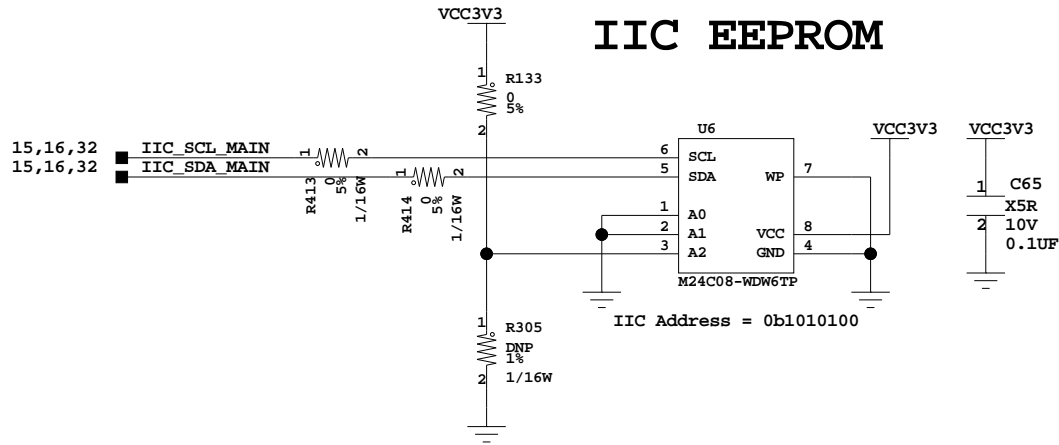 VCC3V3
IIC EEPROM
1
R133
0
5%
2
U6
VCC3V3
VCC3V3
15,16,32
IIC_SCL_MAIN
1
2
6
SCL
15,16,32
IIC_SDA_MAIN
1
2
5
SDA
WP
7
R413
0
5%
1/16W
R414
0
5%
1/16W
1
A0
2
A1
VCC
8
3
A2
GND
4
1
C65
X5R
2
10V
0.1UF
M24C08-WDW6TP
IIC Address = 0b1010100
1
R305
DNP
1%
2
1/16W